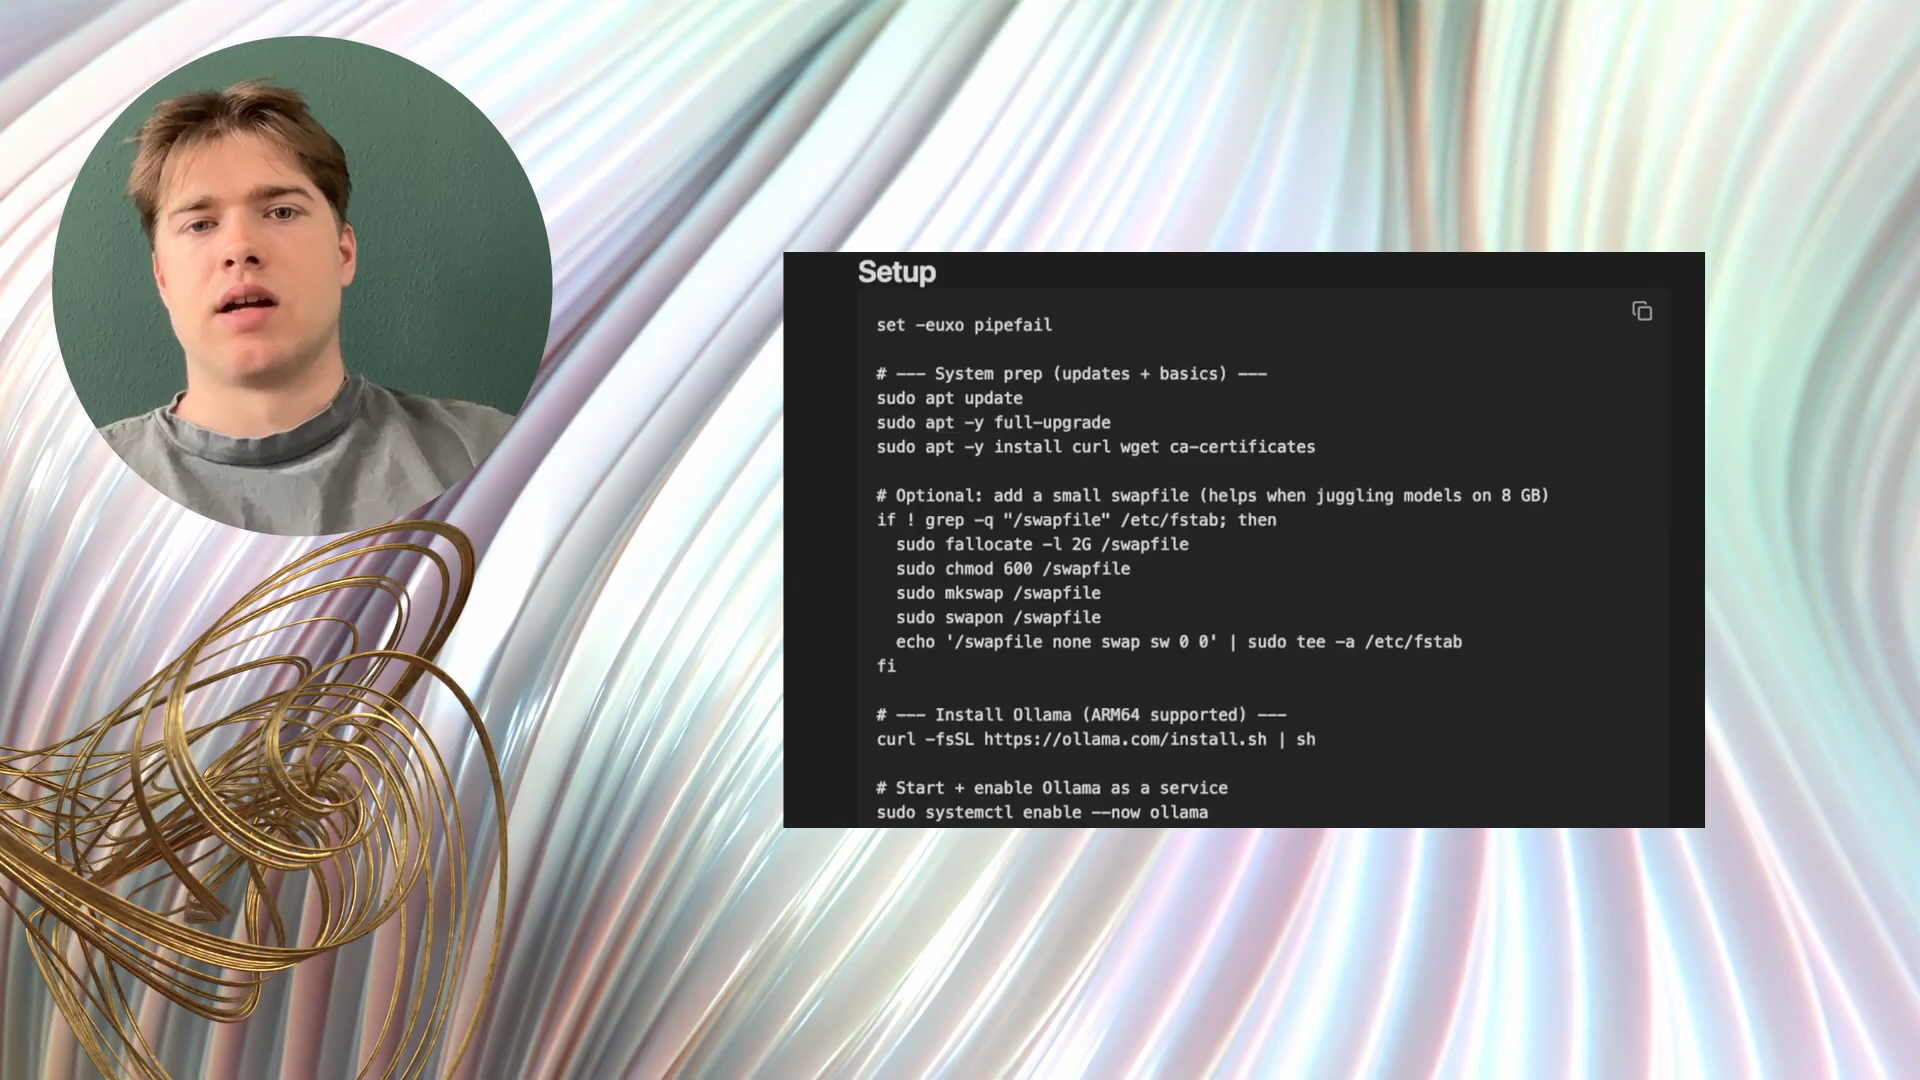 Setup
set -euxo pipefail
# --- System prep (updates + basics) ---
sudo apt update
sudo apt -y full-upgrade
sudo apt -y install curl wget ca-certificates
# Optional: add a small swapfile (helps when juggling models on 8 GB)
if ! grep -q "/swapfile" /etc/fstab; then
  sudo fallocate -l 2G /swapfile
  sudo chmod 600 /swapfile
  sudo mkswap /swapfile
  sudo swapon /swapfile
  echo '/swapfile none swap sw 0 0' | sudo tee -a /etc/fstab
fi
# --- Install Ollama (ARM64 supported) ---
curl -fsSL https://ollama.com/install.sh | sh
# Start + enable Ollama as a service
sudo systemctl enable --now ollama